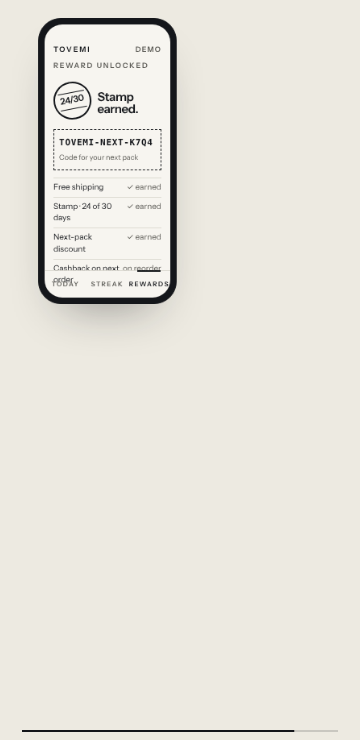 TOVEMI DEMO
REWARD UNLOCKED
24/30
Stamp
earned.
TOVEMI-NEXT-K7Q4
Code for your next pack
Free shipping ✓ earned
Stamp · 24 of 30 ✓ earned
days
Next-pack ✓ earned
discount
Cashback on next on reorder
order
TODAY STREAK REWARDS